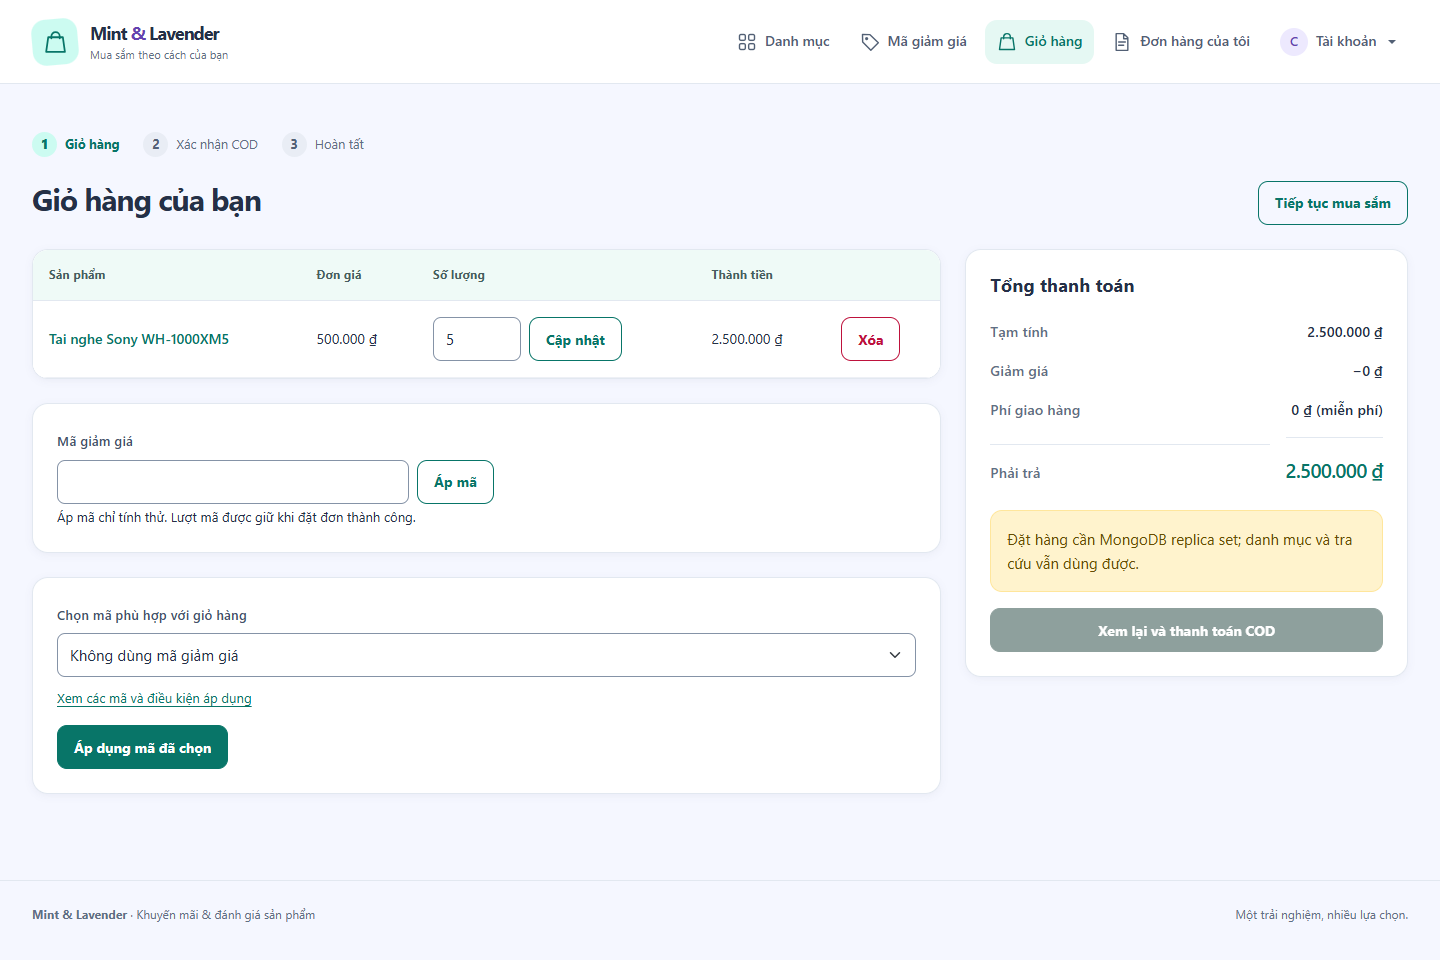 Mint & Lavender
Mua sắm theo cách của bạn
Danh mục
Mã giảm giá
Giỏ hàng
Đơn hàng của tôi
C
Tài khoản
1 Giỏ hàng
2 Xác nhận COD
3 Hoàn tất
Giỏ hàng của bạn
Tiếp tục mua sắm
Sản phẩm Đơn giá Số lượng Thành tiền
Tai nghe Sony WH-1000XM5 500.000 ₫ 5 Cập nhật 2.500.000 ₫ Xóa
Mã giảm giá
Áp mã
Áp mã chỉ tính thử. Lượt mã được giữ khi đặt đơn thành công.
Chọn mã phù hợp với giỏ hàng
Không dùng mã giảm giá
Xem các mã và điều kiện áp dụng
Áp dụng mã đã chọn
Tổng thanh toán
Tạm tính 2.500.000 ₫
Giảm giá −0 ₫
Phí giao hàng 0 ₫ (miễn phí)
Phải trả 2.500.000 ₫
Đặt hàng cần MongoDB replica set; danh mục và tra
cứu vẫn dùng được.
Xem lại và thanh toán COD
Mint & Lavender · Khuyến mãi & đánh giá sản phẩm
Một trải nghiệm, nhiều lựa chọn.